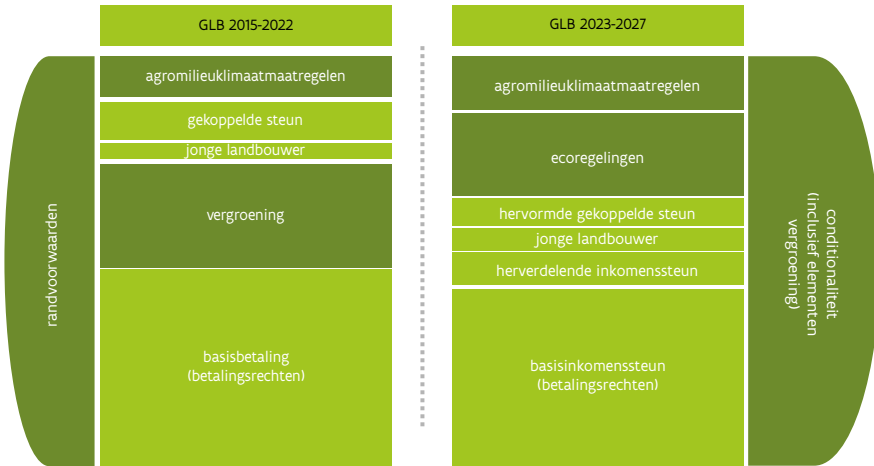 GLB 2015-2022
randvoorwaarden
agromilieuklimaatmaatregelen
gekoppelde steun
jonge landbouwer
vergroening
basisbetaling
(betalingsrechten)
GLB 2023-2027
agromilieuklimaatmaatregelen
ecoregelingen
hervormde gekoppelde steun
jonge landbouwer
herverdelende inkomenssteun
basisinkomenssteun
(betalingsrechten)
conditionaliteit
(inclusief elementen
vergroening)